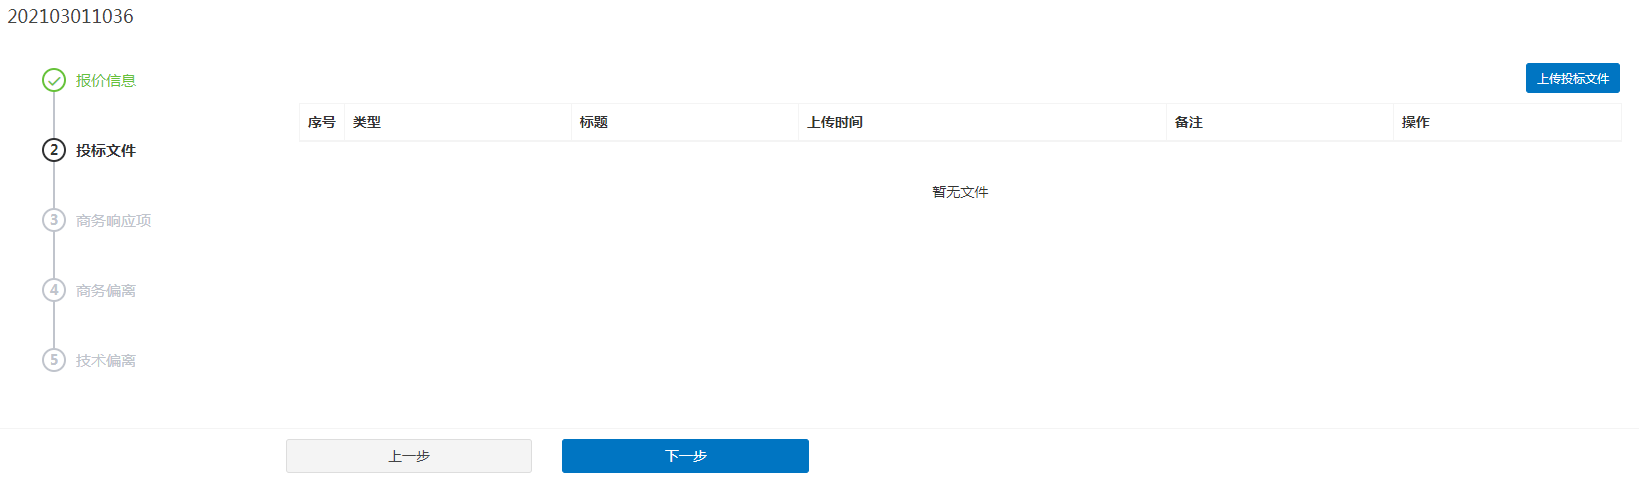 202103011036
报价信息
2 投标文件
3 商务响应项
4 商务偏离
5 技术偏离
上传投标文件
序号 类型 标题 上传时间 备注 操作
暂无文件
上一步 下一步